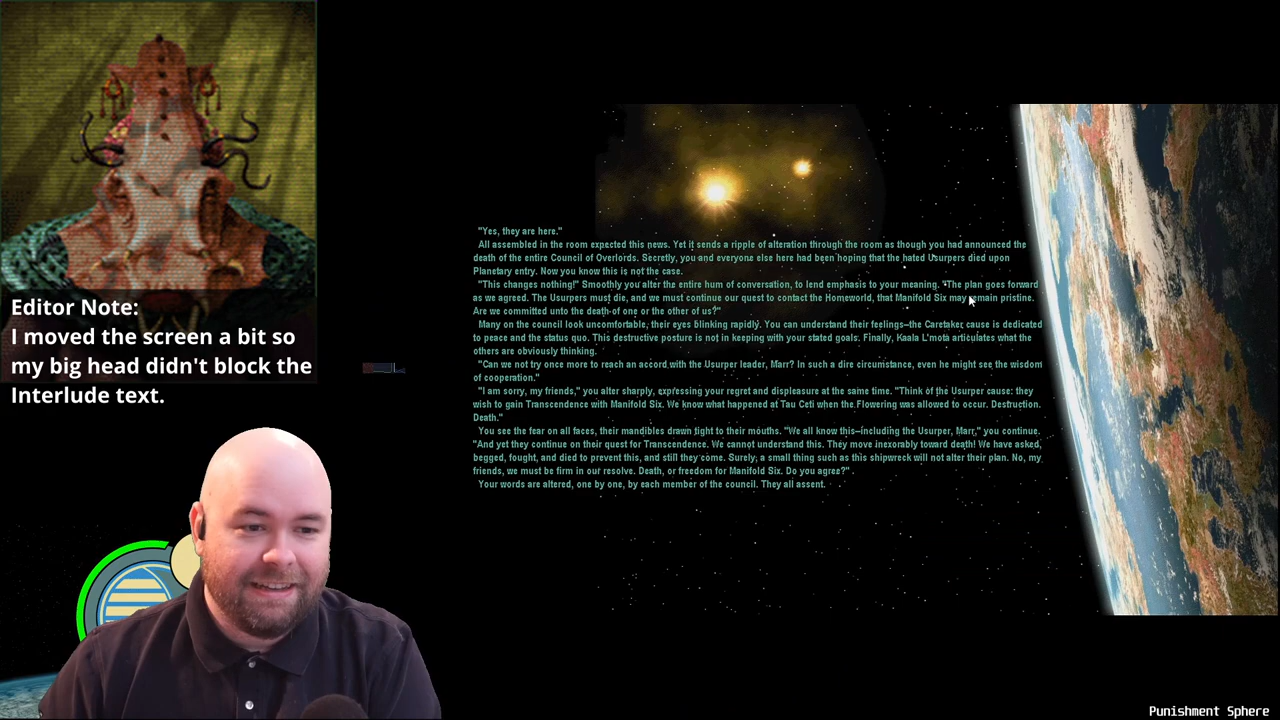 Editor Note:
I moved the screen a bit so
my big head didn't block the
Interlude text.
"Yes, they are here."
All assembled in the room expected this news. Yet it sends a ripple of alteration through the room as though you had announced the
death of the entire Council of Overlords. Secretly, you and everyone else here had been hoping that the hated Usurpers died upon
Planetary entry. Now you know this is not the case.
"This changes nothing!" Smoothly you alter the entire hum of conversation, to lend emphasis to your meaning. "The plan goes forward
as we agreed. The Usurpers must die, and we must continue our quest to contact the Homeworld, that Manifold Six may remain pristine.
Are we committed unto the death of one or the other of us?"
Many on the council look uncomfortable, their eyes blinking rapidly. You can understand their feelings--the Caretaker cause is dedicated
to peace and the status quo. This destructive posture is not in keeping with your stated goals. Finally, Kaala L'mota articulates what the
others are obviously thinking.
"Can we not try once more to reach an accord with the Usurper leader, Marr? In such a dire circumstance, even he might see the wisdom
of cooperation."
"I am sorry, my friends," you alter sharply, expressing your regret and displeasure at the same time. "Think of the Usurper cause: they
wish to gain Transcendence with Manifold Six. We know what happened at Tau Ceti when the Flowering was allowed to occur. Destruction.
Death."
You see the fear on all faces, their mandibles drawn tight to their mouths. "We all know this--including the Usurper, Marr," you continue.
"And yet they continue on their quest for Transcendence. We cannot understand this. They move inexorably toward death! We have asked,
begged, fought, and died to prevent this, and still they come. Surely, a small thing such as this shipwreck will not alter their plan. No, my
friends, we must be firm in our resolve. Death, or freedom for Manifold Six. Do you agree?"
Your words are altered, one by one, by each member of the council. They all assent.
Punishment Sphere